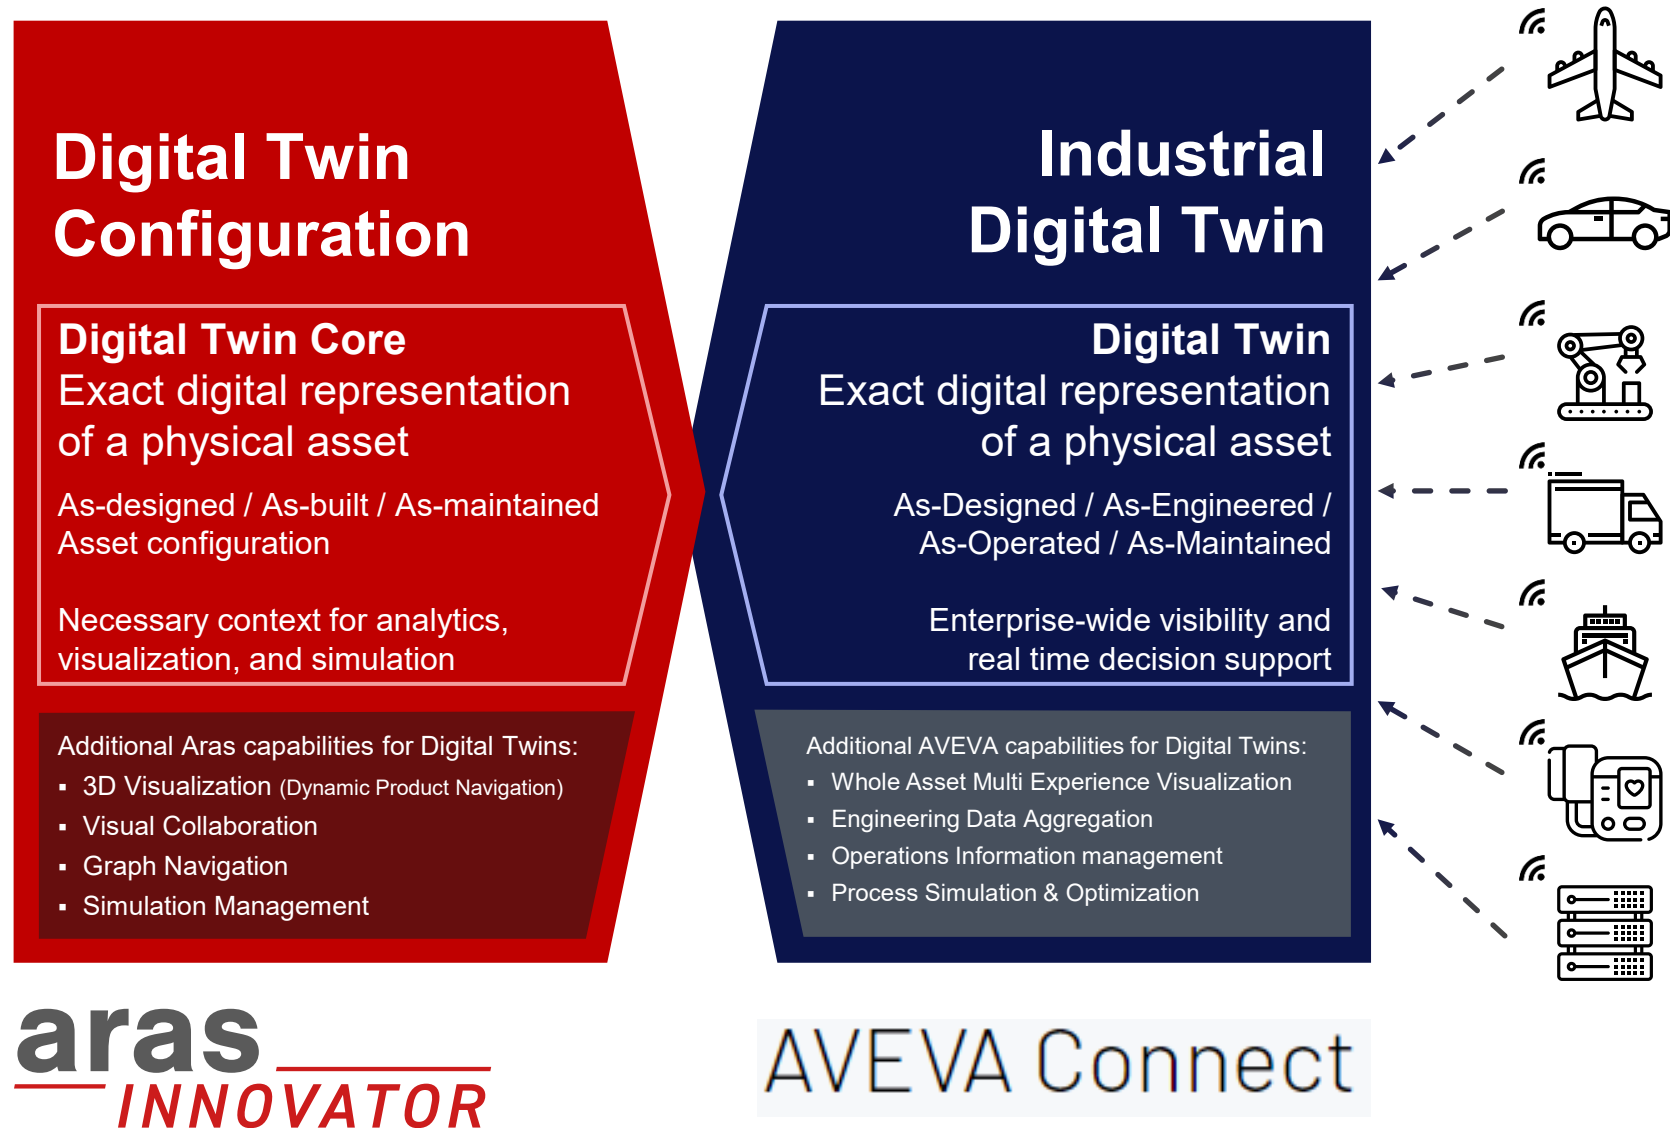 Digital Twin
Configuration
Digital Twin Core
Exact digital representation
of a physical asset
As-designed / As-built / As-maintained
Asset configuration
Necessary context for analytics,
visualization, and simulation
Additional Aras capabilities for Digital Twins:
▪ 3D Visualization (Dynamic Product Navigation)
▪ Visual Collaboration
▪ Graph Navigation
▪ Simulation Management
aras
INNOVATOR
Industrial
Digital Twin
Digital Twin
Exact digital representation
of a physical asset
As-Designed / As-Engineered /
As-Operated / As-Maintained
Enterprise-wide visibility and
real time decision support
Additional AVEVA capabilities for Digital Twins:
▪ Whole Asset Multi Experience Visualization
▪ Engineering Data Aggregation
▪ Operations Information management
▪ Process Simulation & Optimization
AVEVA Connect